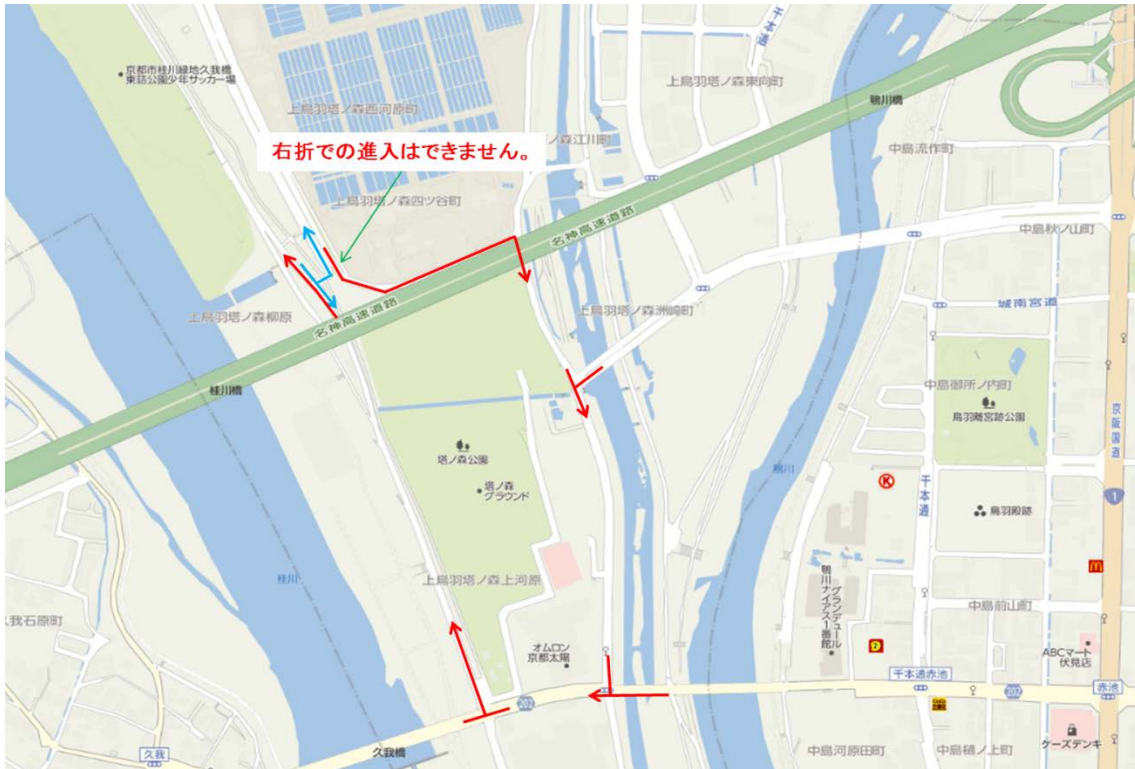 京都市桂川緑地久我橋
東詰公園少年サッカー場
千本通
上鳥羽塔ノ森東向町
鴨川橋
上鳥羽塔ノ森西河原町
右折での進入はできません。
ノ森江川町
中島流作町
上鳥羽塔ノ森四ツ谷町
名神高速道路
中島秋ノ山町
上鳥羽塔ノ森柳原
名神高速道路
上鳥羽塔ノ森洲崎町
城南宮道
桂川橋
中島御所ノ内町
鳥羽離宮跡公園
京阪国道
塔ノ森公園
塔ノ森
グラウンド
鴨川
K
千本通
1
鳥羽殿跡
桂川
上鳥羽塔ノ森上河原
グランデュール
鴨川ナイアス一番館
中島前山町
久我石原町
オムロン
京都太陽
ABCマート
伏見店
千本通赤池
202
赤池
202
久我
久我橋
中島河原田町
中島樋ノ上町
ケーズデンキ